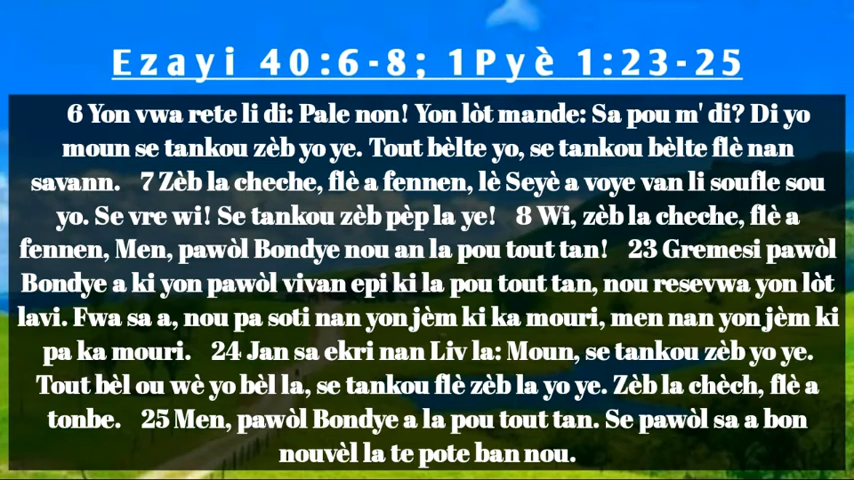 Ezayi 40:6-8; 1Pyè 1:23-25
6 Yon vwa rete li di: Pale non! Yon lòt mande: Sa pou m' di? Di yo
moun se tankou zèb yo ye. Tout bèlte yo, se tankou bèlte flè nan
savann. 7 Zèb la cheche, flè a fennen, lè Seyè a voye van li soufle sou
yo. Se vre wi! Se tankou zèb pèp la ye! 8 Wi, zèb la cheche, flè a
fennen, Men, pawòl Bondye nou an la pou tout tan! 23 Gremesi pawòl
Bondye a ki yon pawòl vivan epi ki la pou tout tan, nou resevwa yon lòt
lavi. Fwa sa a, nou pa soti nan yon jèm ki ka mouri, men nan yon jèm ki
pa ka mouri. 24 Jan sa ekri nan Liv la: Moun, se tankou zèb yo ye.
Tout bèl ou wè yo bèl la, se tankou flè zèb la yo ye. Zèb la chèch, flè a
tonbe. 25 Men, pawòl Bondye a la pou tout tan. Se pawòl sa a bon
nouvèl la te pote ban nou.